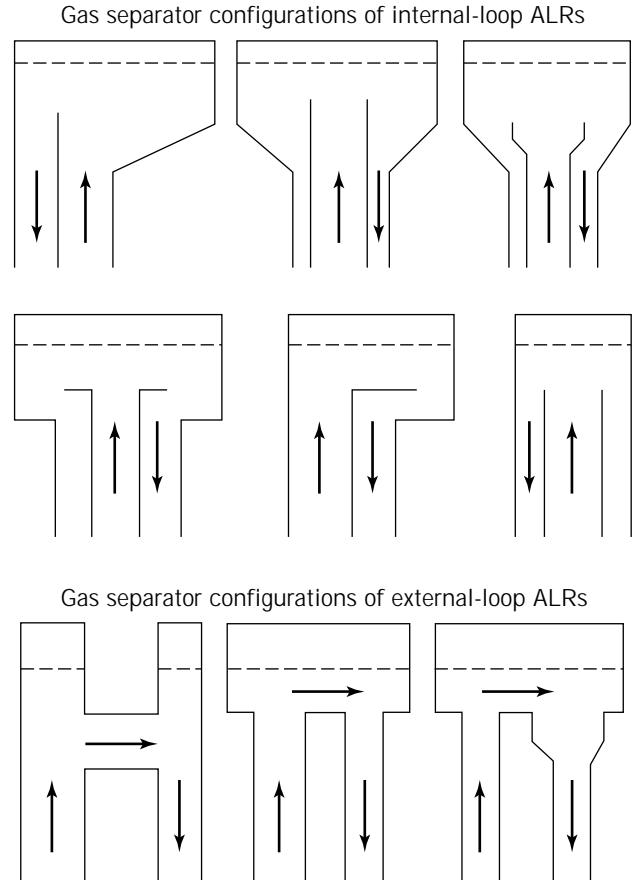 Gas separator configurations of internal-loop ALRs
Gas separator configurations of external-loop ALRs